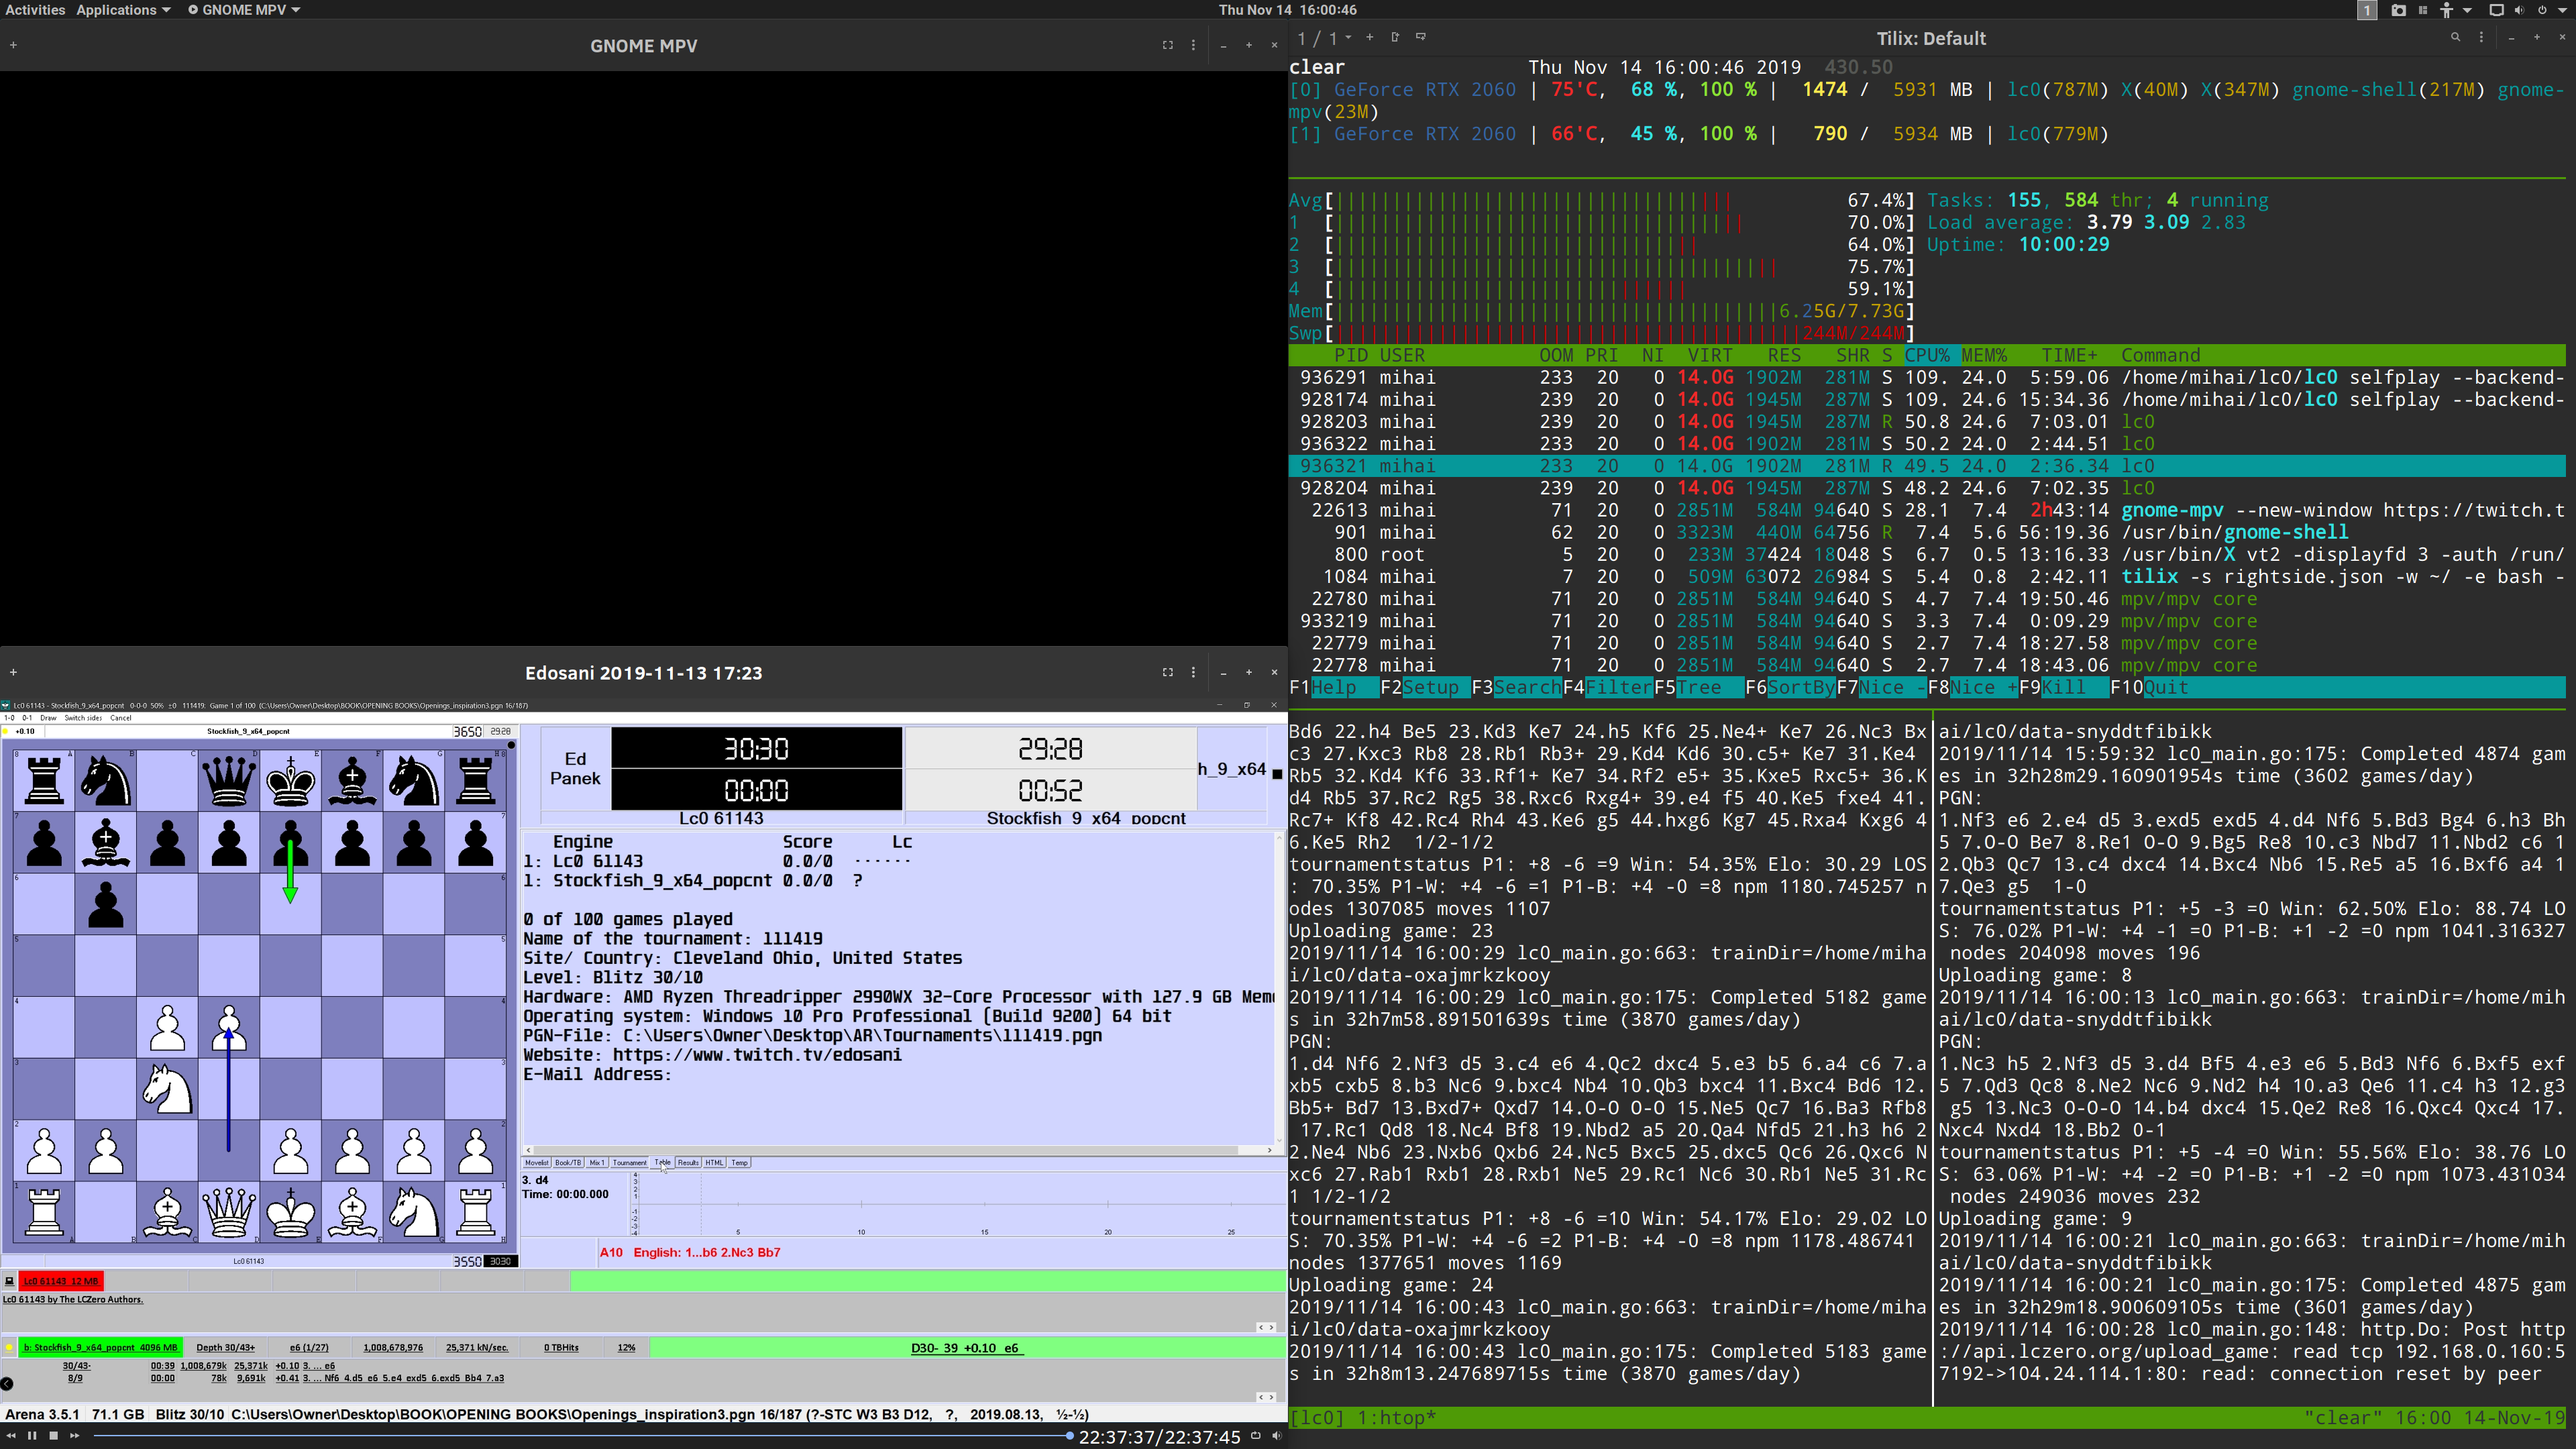 Activities Applications GNOME MPV Thu Nov 14 16:00:46 1
GNOME MPV
Edosani 2019-11-13 17:23
Lc0 61143 - Stockfish_9_x64_popcnt 0-0-0 50% ±0 111419: Game 1 of 100 (C:\Users\Owner\Desktop\BOOK\OPENING BOOKS\Openings_inspiration3.pgn 16/187)
1-0 0-1 Draw Switch sides Cancel
+0.10 Stockfish_9_x64_popcnt 3650 29:28
Lc0 61143 3550 30:30
Ed Panek 30:30 29:28 h_9_x64
00:00 00:52
Lc0 61143 Stockfish 9 x64 popcnt
Engine Score Lc
1: Lc0 61143 0.0/0 ······
1: Stockfish_9_x64_popcnt 0.0/0 ?
0 of 100 games played
Name of the tournament: 111419
Site/ Country: Cleveland Ohio, United States
Level: Blitz 30/10
Hardware: AMD Ryzen Threadripper 2990WX 32-Core Processor with 127.9 GB Mem
Operating system: Windows 10 Pro Professional (Build 9200) 64 bit
PGN-File: C:\Users\Owner\Desktop\AR\Tournaments\111419.pgn
Website: https://www.twitch.tv/edosani
E-Mail Address:
Movelist Book/TB Mix 1 Tournament Table Results HTML Temp
3. d4
Time: 00:00.000
5 10 15 20 25
A10 English: 1...b6 2.Nc3 Bb7
Lc0 61143 12 MB
Lc0 61143 by The LCZero Authors.
b: Stockfish_9_x64_popcnt 4096 MB Depth 30/43+ e6 (1/27) 1,008,678,976 25,371 kN/sec. 0 TBHits 12% D30- 39 +0.10 e6
30/43- 00:39 1,008,679k 25,371k +0.10 3. ... e6
8/9 00:00 78k 9,691k +0.41 3. ... Nf6 4.d5 e6 5.e4 exd5 6.exd5 Bb4 7.a3
Arena 3.5.1 71.1 GB Blitz 30/10 C:\Users\Owner\Desktop\BOOK\OPENING BOOKS\Openings_inspiration3.pgn 16/187 (?-STC W3 B3 D12, ?, 2019.08.13, ½-½)
22:37:37/22:37:45
1 / 1 Tilix: Default
clear Thu Nov 14 16:00:46 2019 430.50
[0] GeForce RTX 2060 | 75'C, 68 %, 100 % | 1474 / 5931 MB | lc0(787M) X(40M) X(347M) gnome-shell(217M) gnome-
mpv(23M)
[1] GeForce RTX 2060 | 66'C, 45 %, 100 % | 790 / 5934 MB | lc0(779M)
Avg[ 67.4%] Tasks: 155, 584 thr; 4 running
1 [ 70.0%] Load average: 3.79 3.09 2.83
2 [ 64.0%] Uptime: 10:00:29
3 [ 75.7%]
4 [ 59.1%]
Mem[ 6.25G/7.73G]
Swp[ 244M/244M]
PID USER OOM PRI NI VIRT RES SHR S CPU% MEM% TIME+ Command
936291 mihai 233 20 0 14.0G 1902M 281M S 109. 24.0 5:59.06 /home/mihai/lc0/lc0 selfplay --backend-
928174 mihai 239 20 0 14.0G 1945M 287M S 109. 24.6 15:34.36 /home/mihai/lc0/lc0 selfplay --backend-
928203 mihai 239 20 0 14.0G 1945M 287M R 50.8 24.6 7:03.01 lc0
936322 mihai 233 20 0 14.0G 1902M 281M S 50.2 24.0 2:44.51 lc0
936321 mihai 233 20 0 14.0G 1902M 281M R 49.5 24.0 2:36.34 lc0
928204 mihai 239 20 0 14.0G 1945M 287M S 48.2 24.6 7:02.35 lc0
22613 mihai 71 20 0 2851M 584M 94640 S 28.1 7.4 2h43:14 gnome-mpv --new-window https://twitch.t
901 mihai 62 20 0 3323M 440M 64756 R 7.4 5.6 56:19.36 /usr/bin/gnome-shell
800 root 5 20 0 233M 37424 18048 S 6.7 0.5 13:16.33 /usr/bin/X vt2 -displayfd 3 -auth /run/
1084 mihai 7 20 0 509M 63072 26984 S 5.4 0.8 2:42.11 tilix -s rightside.json -w ~/ -e bash -
22780 mihai 71 20 0 2851M 584M 94640 S 4.7 7.4 19:50.46 mpv/mpv core
933219 mihai 71 20 0 2851M 584M 94640 S 3.3 7.4 0:09.29 mpv/mpv core
22779 mihai 71 20 0 2851M 584M 94640 S 2.7 7.4 18:27.58 mpv/mpv core
22778 mihai 71 20 0 2851M 584M 94640 S 2.7 7.4 18:43.06 mpv/mpv core
F1Help F2Setup F3SearchF4FilterF5Tree F6SortByF7Nice -F8Nice +F9Kill F10Quit
Bd6 22.h4 Be5 23.Kd3 Ke7 24.h5 Kf6 25.Ne4+ Ke7 26.Nc3 Bx
c3 27.Kxc3 Rb8 28.Rb1 Rb3+ 29.Kd4 Kd6 30.c5+ Ke7 31.Ke4
Rb5 32.Kd4 Kf6 33.Rf1+ Ke7 34.Rf2 e5+ 35.Kxe5 Rxc5+ 36.K
d4 Rb5 37.Rc2 Rg5 38.Rxc6 Rxg4+ 39.e4 f5 40.Ke5 fxe4 41.
Rc7+ Kf8 42.Rc4 Rh4 43.Ke6 g5 44.hxg6 Kg7 45.Rxa4 Kxg6 4
6.Ke5 Rh2 1/2-1/2
tournamentstatus P1: +8 -6 =9 Win: 54.35% Elo: 30.29 LOS
: 70.35% P1-W: +4 -6 =1 P1-B: +4 -0 =8 npm 1180.745257 n
odes 1307085 moves 1107
Uploading game: 23
2019/11/14 16:00:29 lc0_main.go:663: trainDir=/home/miha
i/lc0/data-oxajmrkzkooy
2019/11/14 16:00:29 lc0_main.go:175: Completed 5182 game
s in 32h7m58.891501639s time (3870 games/day)
PGN:
1.d4 Nf6 2.Nf3 d5 3.c4 e6 4.Qc2 dxc4 5.e3 b5 6.a4 c6 7.a
xb5 cxb5 8.b3 Nc6 9.bxc4 Nb4 10.Qb3 bxc4 11.Bxc4 Bd6 12.
Bb5+ Bd7 13.Bxd7+ Qxd7 14.O-O O-O 15.Ne5 Qc7 16.Ba3 Rfb8
17.Rc1 Qd8 18.Nc4 Bf8 19.Nbd2 a5 20.Qa4 Nfd5 21.h3 h6 2
2.Ne4 Nb6 23.Nxb6 Qxb6 24.Nc5 Bxc5 25.dxc5 Qc6 26.Qxc6 N
xc6 27.Rab1 Rxb1 28.Rxb1 Ne5 29.Rc1 Nc6 30.Rb1 Ne5 31.Rc
1 1/2-1/2
tournamentstatus P1: +8 -6 =10 Win: 54.17% Elo: 29.02 LO
S: 70.35% P1-W: +4 -6 =2 P1-B: +4 -0 =8 npm 1178.486741
nodes 1377651 moves 1169
Uploading game: 24
2019/11/14 16:00:43 lc0_main.go:663: trainDir=/home/miha
i/lc0/data-oxajmrkzkooy
2019/11/14 16:00:43 lc0_main.go:175: Completed 5183 game
s in 32h8m13.247689715s time (3870 games/day)
ai/lc0/data-snyddtfibikk
2019/11/14 15:59:32 lc0_main.go:175: Completed 4874 gam
es in 32h28m29.160901954s time (3602 games/day)
PGN:
1.Nf3 e6 2.e4 d5 3.exd5 exd5 4.d4 Nf6 5.Bd3 Bg4 6.h3 Bh
5 7.O-O Be7 8.Re1 O-O 9.Bg5 Re8 10.c3 Nbd7 11.Nbd2 c6 1
2.Qb3 Qc7 13.c4 dxc4 14.Bxc4 Nb6 15.Re5 a5 16.Bxf6 a4 1
7.Qe3 g5 1-0
tournamentstatus P1: +5 -3 =0 Win: 62.50% Elo: 88.74 LO
S: 76.02% P1-W: +4 -1 =0 P1-B: +1 -2 =0 npm 1041.316327
nodes 204098 moves 196
Uploading game: 8
2019/11/14 16:00:13 lc0_main.go:663: trainDir=/home/mih
ai/lc0/data-snyddtfibikk
PGN:
1.Nc3 h5 2.Nf3 d5 3.d4 Bf5 4.e3 e6 5.Bd3 Nf6 6.Bxf5 exf
5 7.Qd3 Qc8 8.Ne2 Nc6 9.Nd2 h4 10.a3 Qe6 11.c4 h3 12.g3
g5 13.Nc3 O-O-O 14.b4 dxc4 15.Qe2 Re8 16.Qxc4 Qxc4 17.
Nxc4 Nxd4 18.Bb2 0-1
tournamentstatus P1: +5 -4 =0 Win: 55.56% Elo: 38.76 LO
S: 63.06% P1-W: +4 -2 =0 P1-B: +1 -2 =0 npm 1073.431034
nodes 249036 moves 232
Uploading game: 9
2019/11/14 16:00:21 lc0_main.go:663: trainDir=/home/mih
ai/lc0/data-snyddtfibikk
2019/11/14 16:00:21 lc0_main.go:175: Completed 4875 gam
es in 32h29m18.900609105s time (3601 games/day)
2019/11/14 16:00:28 lc0_main.go:148: http.Do: Post http
://api.lczero.org/upload_game: read tcp 192.168.0.160:5
7192->104.24.114.1:80: read: connection reset by peer
[lc0] 1:htop* "clear" 16:00 14-Nov-19